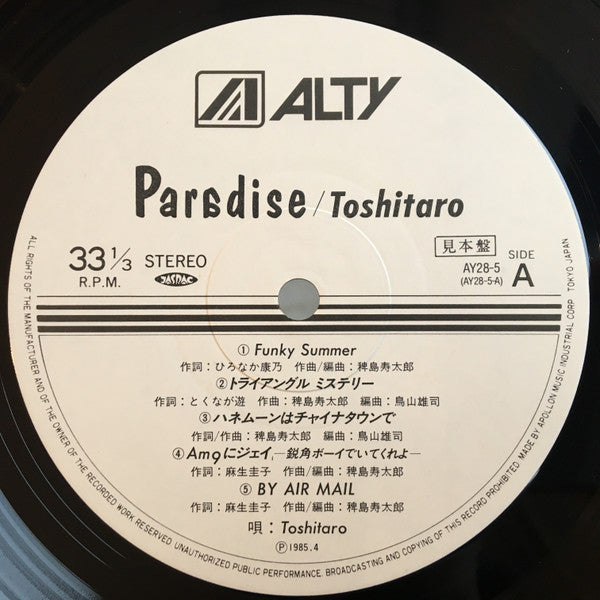 ALTY
Paradise / Toshitaro
見本盤
33 1/3 STEREO
R.P.M.
JASRAC
AY28-5
(AY28-5-A)
SIDE
A
① Funky Summer
作詞：ひろなか康乃 作曲/編曲：稗島寿太郎
②トライアングル ミステリー
作詞：とくなが遊 作曲：稗島寿太郎 編曲：鳥山雄司
③ハネムーンはチャイナタウンで
作詞/作曲：稗島寿太郎 編曲：鳥山雄司
④Amgにジェイ,—鋭角ボーイでいてくれよ—
作詞：麻生圭子 作曲/編曲：稗島寿太郎
⑤ BY AIR MAIL
作詞：麻生圭子 作曲/編曲：稗島寿太郎
唄：Toshitaro
Ⓟ1985.4
ALL RIGHTS OF THE MANUFACTURER AND OF THE OWNER OF THE RECORDED WORK RESERVED. UNAUTHORIZED PUBLIC PERFORMANCE. BROADCASTING AND COPYING OF THIS RECORD PROHIBITED. MADE BY APOLLON MUSIC INDUSTRIAL CORP. TOKYO JAPAN